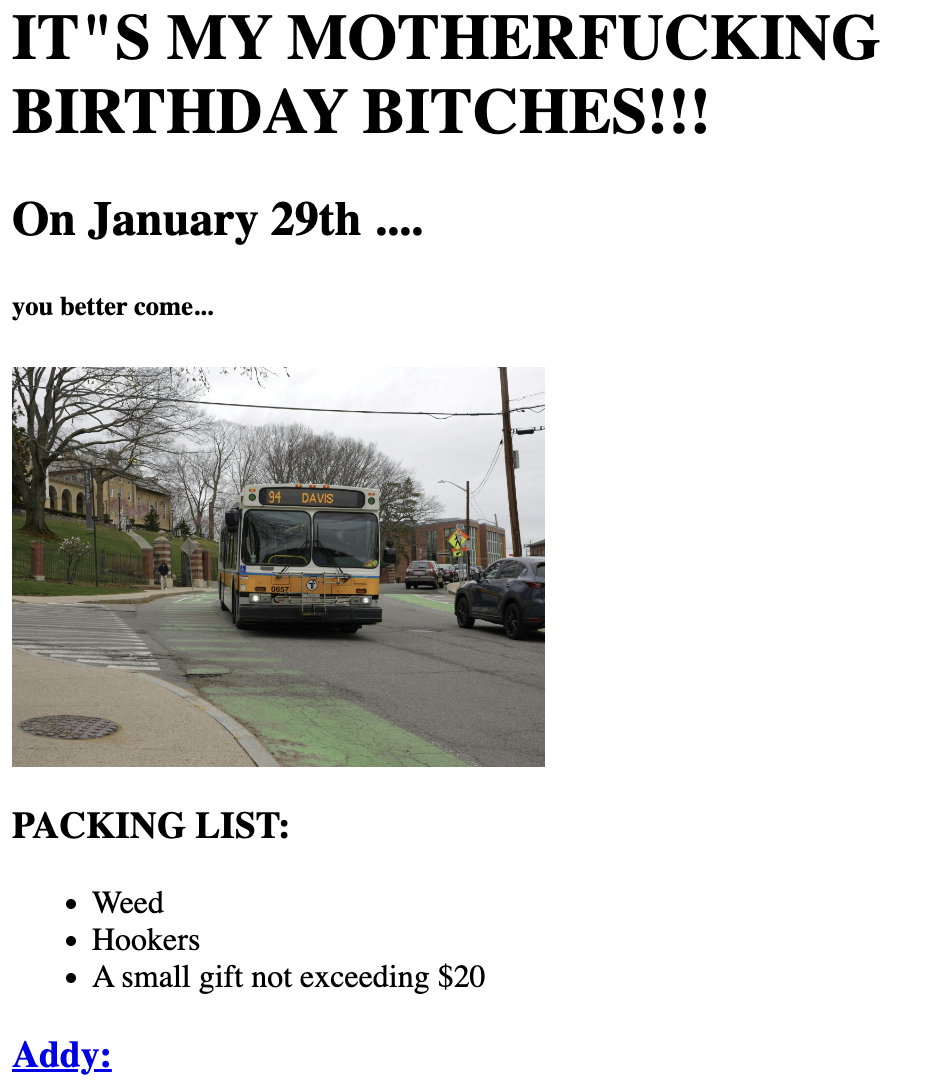 IT"S MY MOTHERFUCKING
BIRTHDAY BITCHES!!!
On January 29th ....
you better come...
94 DAVIS
0657
T
PACKING LIST:
Weed
Hookers
A small gift not exceeding $20
Addy: